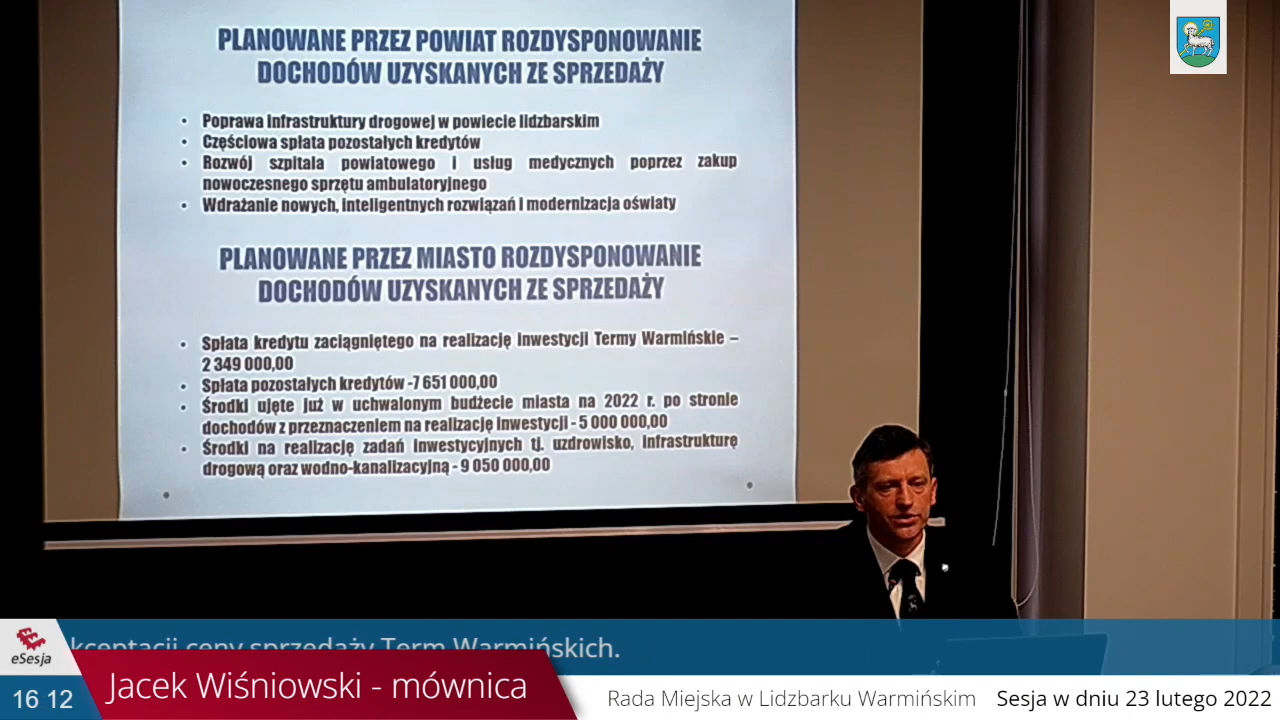 PLANOWANE PRZEZ POWIAT ROZDYSPONOWANIE
DOCHODÓW UZYSKANYCH ZE SPRZEDAŻY
• Poprawa infrastruktury drogowej w powiecie lidzbarskim
• Częściowa spłata pozostałych kredytów
• Rozwój szpitala powiatowego i usług medycznych poprzez zakup
nowoczesnego sprzętu ambulatoryjnego
• Wdrażanie nowych, inteligentnych rozwiązań i modernizacja oświaty
PLANOWANE PRZEZ MIASTO ROZDYSPONOWANIE
DOCHODÓW UZYSKANYCH ZE SPRZEDAŻY
• Spłata kredytu zaciągniętego na realizację inwestycji Termy Warmińskie –
2 349 000,00
• Spłata pozostałych kredytów -7 651 000,00
• Środki ujęte już w uchwalonym budżecie miasta na 2022 r. po stronie
dochodów z przeznaczeniem na realizację inwestycji - 5 000 000,00
• Środki na realizację zadań inwestycyjnych tj. uzdrowisko, infrastrukturę
drogową oraz wodno-kanalizacyjną - 9 050 000,00
kceptacji ceny sprzedaży Term Warmińskich.
eSesja
Jacek Wiśniowski - mównica
16 12
Rada Miejska w Lidzbarku Warmińskim Sesja w dniu 23 lutego 2022